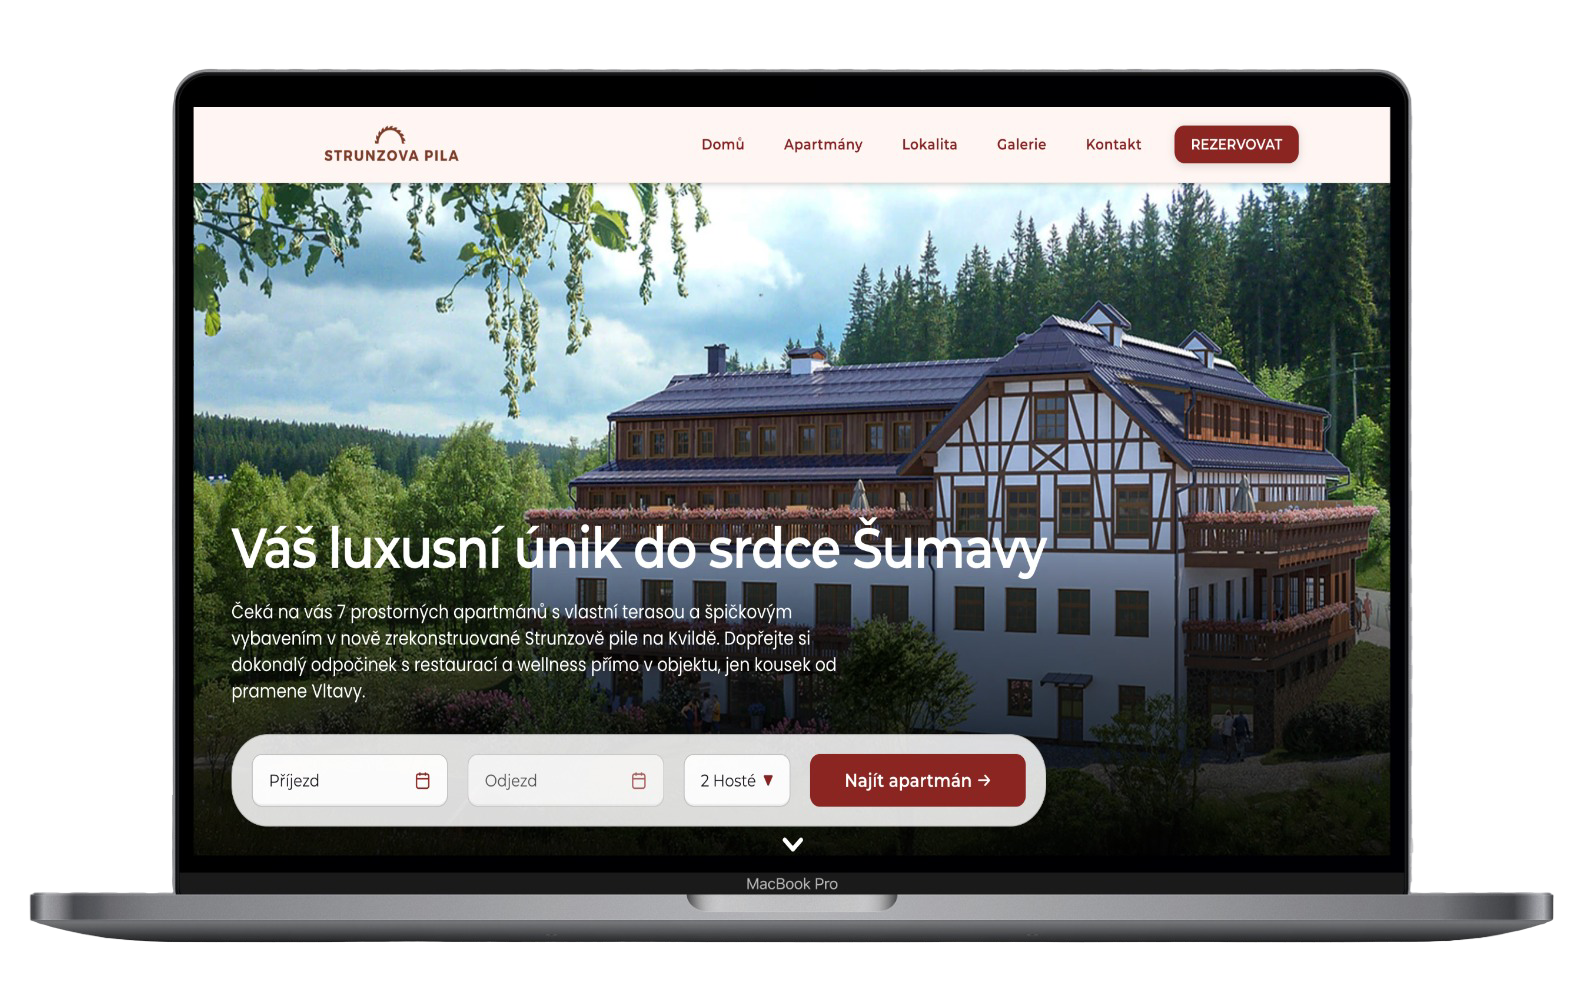 STRUNZOVA PILA
Domů
Apartmány
Lokalita
Galerie
Kontakt
REZERVOVAT
Váš luxusní únik do srdce Šumavy
Čeká na vás 7 prostorných apartmánů s vlastní terasou a špičkovým
vybavením v nově zrekonstruované Strunzově pile na Kvildě. Dopřejte si
dokonalý odpočinek s restaurací a wellness přímo v objektu, jen kousek od
pramene Vltavy.
Příjezd
Odjezd
2 Hosté
Najít apartmán →
MacBook Pro